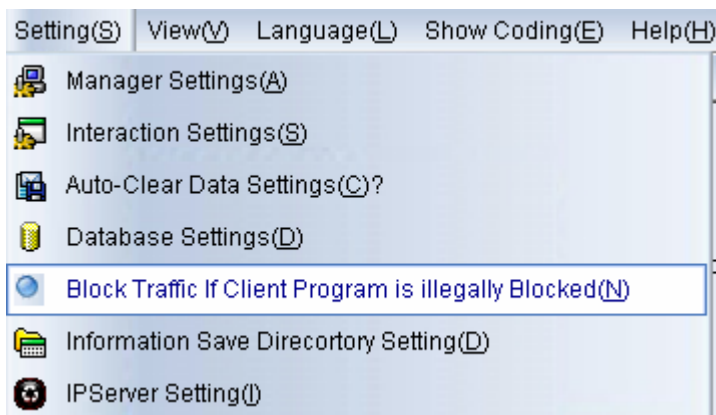 Setting(S) View(V) Language(L) Show Coding(E) Help(H)
Manager Settings(A)
Interaction Settings(S)
Auto-Clear Data Settings(C)?
Database Settings(D)
Block Traffic If Client Program is illegally Blocked(N)
Information Save Direcortory Setting(D)
IPServer Setting(I)